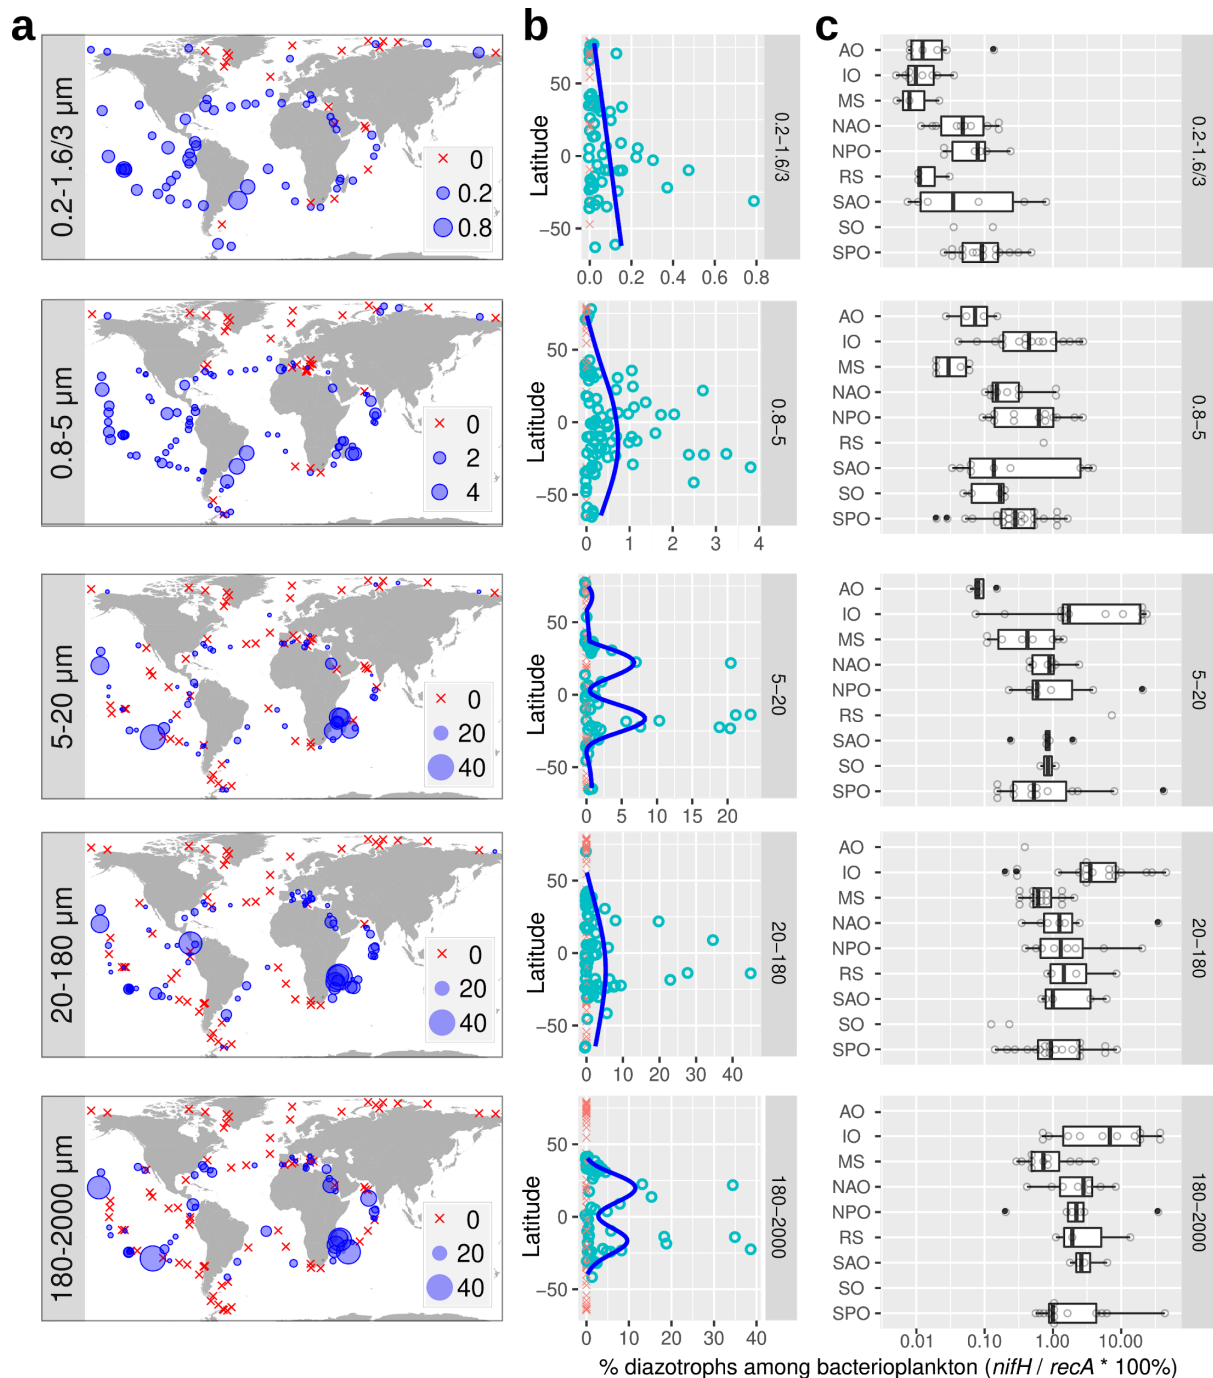 a
b
c
0.2-1.6/3 µm
0
0.2
0.8
Latitude
50
0
−50
0.0
0.2
0.4
0.6
0.8
0.2−1.6/3
AO
IO
MS
NAO
NPO
RS
SAO
SO
SPO
0.2−1.6/3
0.8-5 µm
0
2
4
Latitude
50
0
−50
0
1
2
3
4
0.8−5
AO
IO
MS
NAO
NPO
RS
SAO
SO
SPO
0.8−5
5-20 µm
0
20
40
Latitude
50
0
−50
0
5
10
15
20
5−20
AO
IO
MS
NAO
NPO
RS
SAO
SO
SPO
5−20
20-180 µm
0
20
40
Latitude
50
0
−50
0
10
20
30
40
20−180
AO
IO
MS
NAO
NPO
RS
SAO
SO
SPO
20−180
180-2000 µm
0
20
40
Latitude
50
0
−50
0
10
20
30
40
180−2000
AO
IO
MS
NAO
NPO
RS
SAO
SO
SPO
180−2000
0.01
0.10
1.00
10.00
% diazotrophs among bacterioplankton (nifH / recA * 100%)